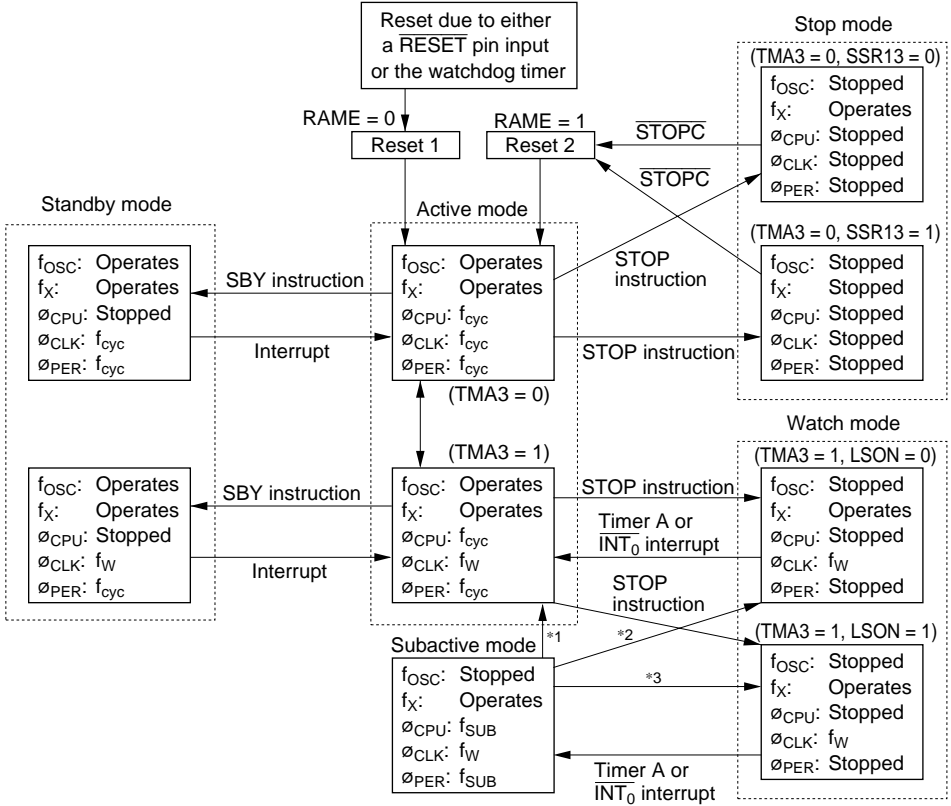 Reset due to either
a RESET pin input
or the watchdog timer
RAME = 0
Reset 1
RAME = 1
Reset 2
STOPC
STOPC
Stop mode
(TMA3 = 0, SSR13 = 0)
fOSC: Stopped
fX: Operates
øCPU: Stopped
øCLK: Stopped
øPER: Stopped
(TMA3 = 0, SSR13 = 1)
fOSC: Stopped
fX: Stopped
øCPU: Stopped
øCLK: Stopped
øPER: Stopped
Standby mode
fOSC: Operates
fX: Operates
øCPU: Stopped
øCLK: fcyc
øPER: fcyc
SBY instruction
Interrupt
Active mode
fOSC: Operates
fX: Operates
øCPU: fcyc
øCLK: fcyc
øPER: fcyc
(TMA3 = 0)
STOP
instruction
STOP instruction
fOSC: Operates
fX: Operates
øCPU: Stopped
øCLK: fW
øPER: fcyc
SBY instruction
Interrupt
(TMA3 = 1)
fOSC: Operates
fX: Operates
øCPU: fcyc
øCLK: fW
øPER: fcyc
STOP instruction
Timer A or
INT0 interrupt
STOP
instruction
Watch mode
(TMA3 = 1, LSON = 0)
fOSC: Stopped
fX: Operates
øCPU: Stopped
øCLK: fW
øPER: Stopped
(TMA3 = 1, LSON = 1)
fOSC: Stopped
fX: Operates
øCPU: Stopped
øCLK: fW
øPER: Stopped
*1
*2
*3
Subactive mode
fOSC: Stopped
fX: Operates
øCPU: fSUB
øCLK: fW
øPER: fSUB
Timer A or
INT0 interrupt